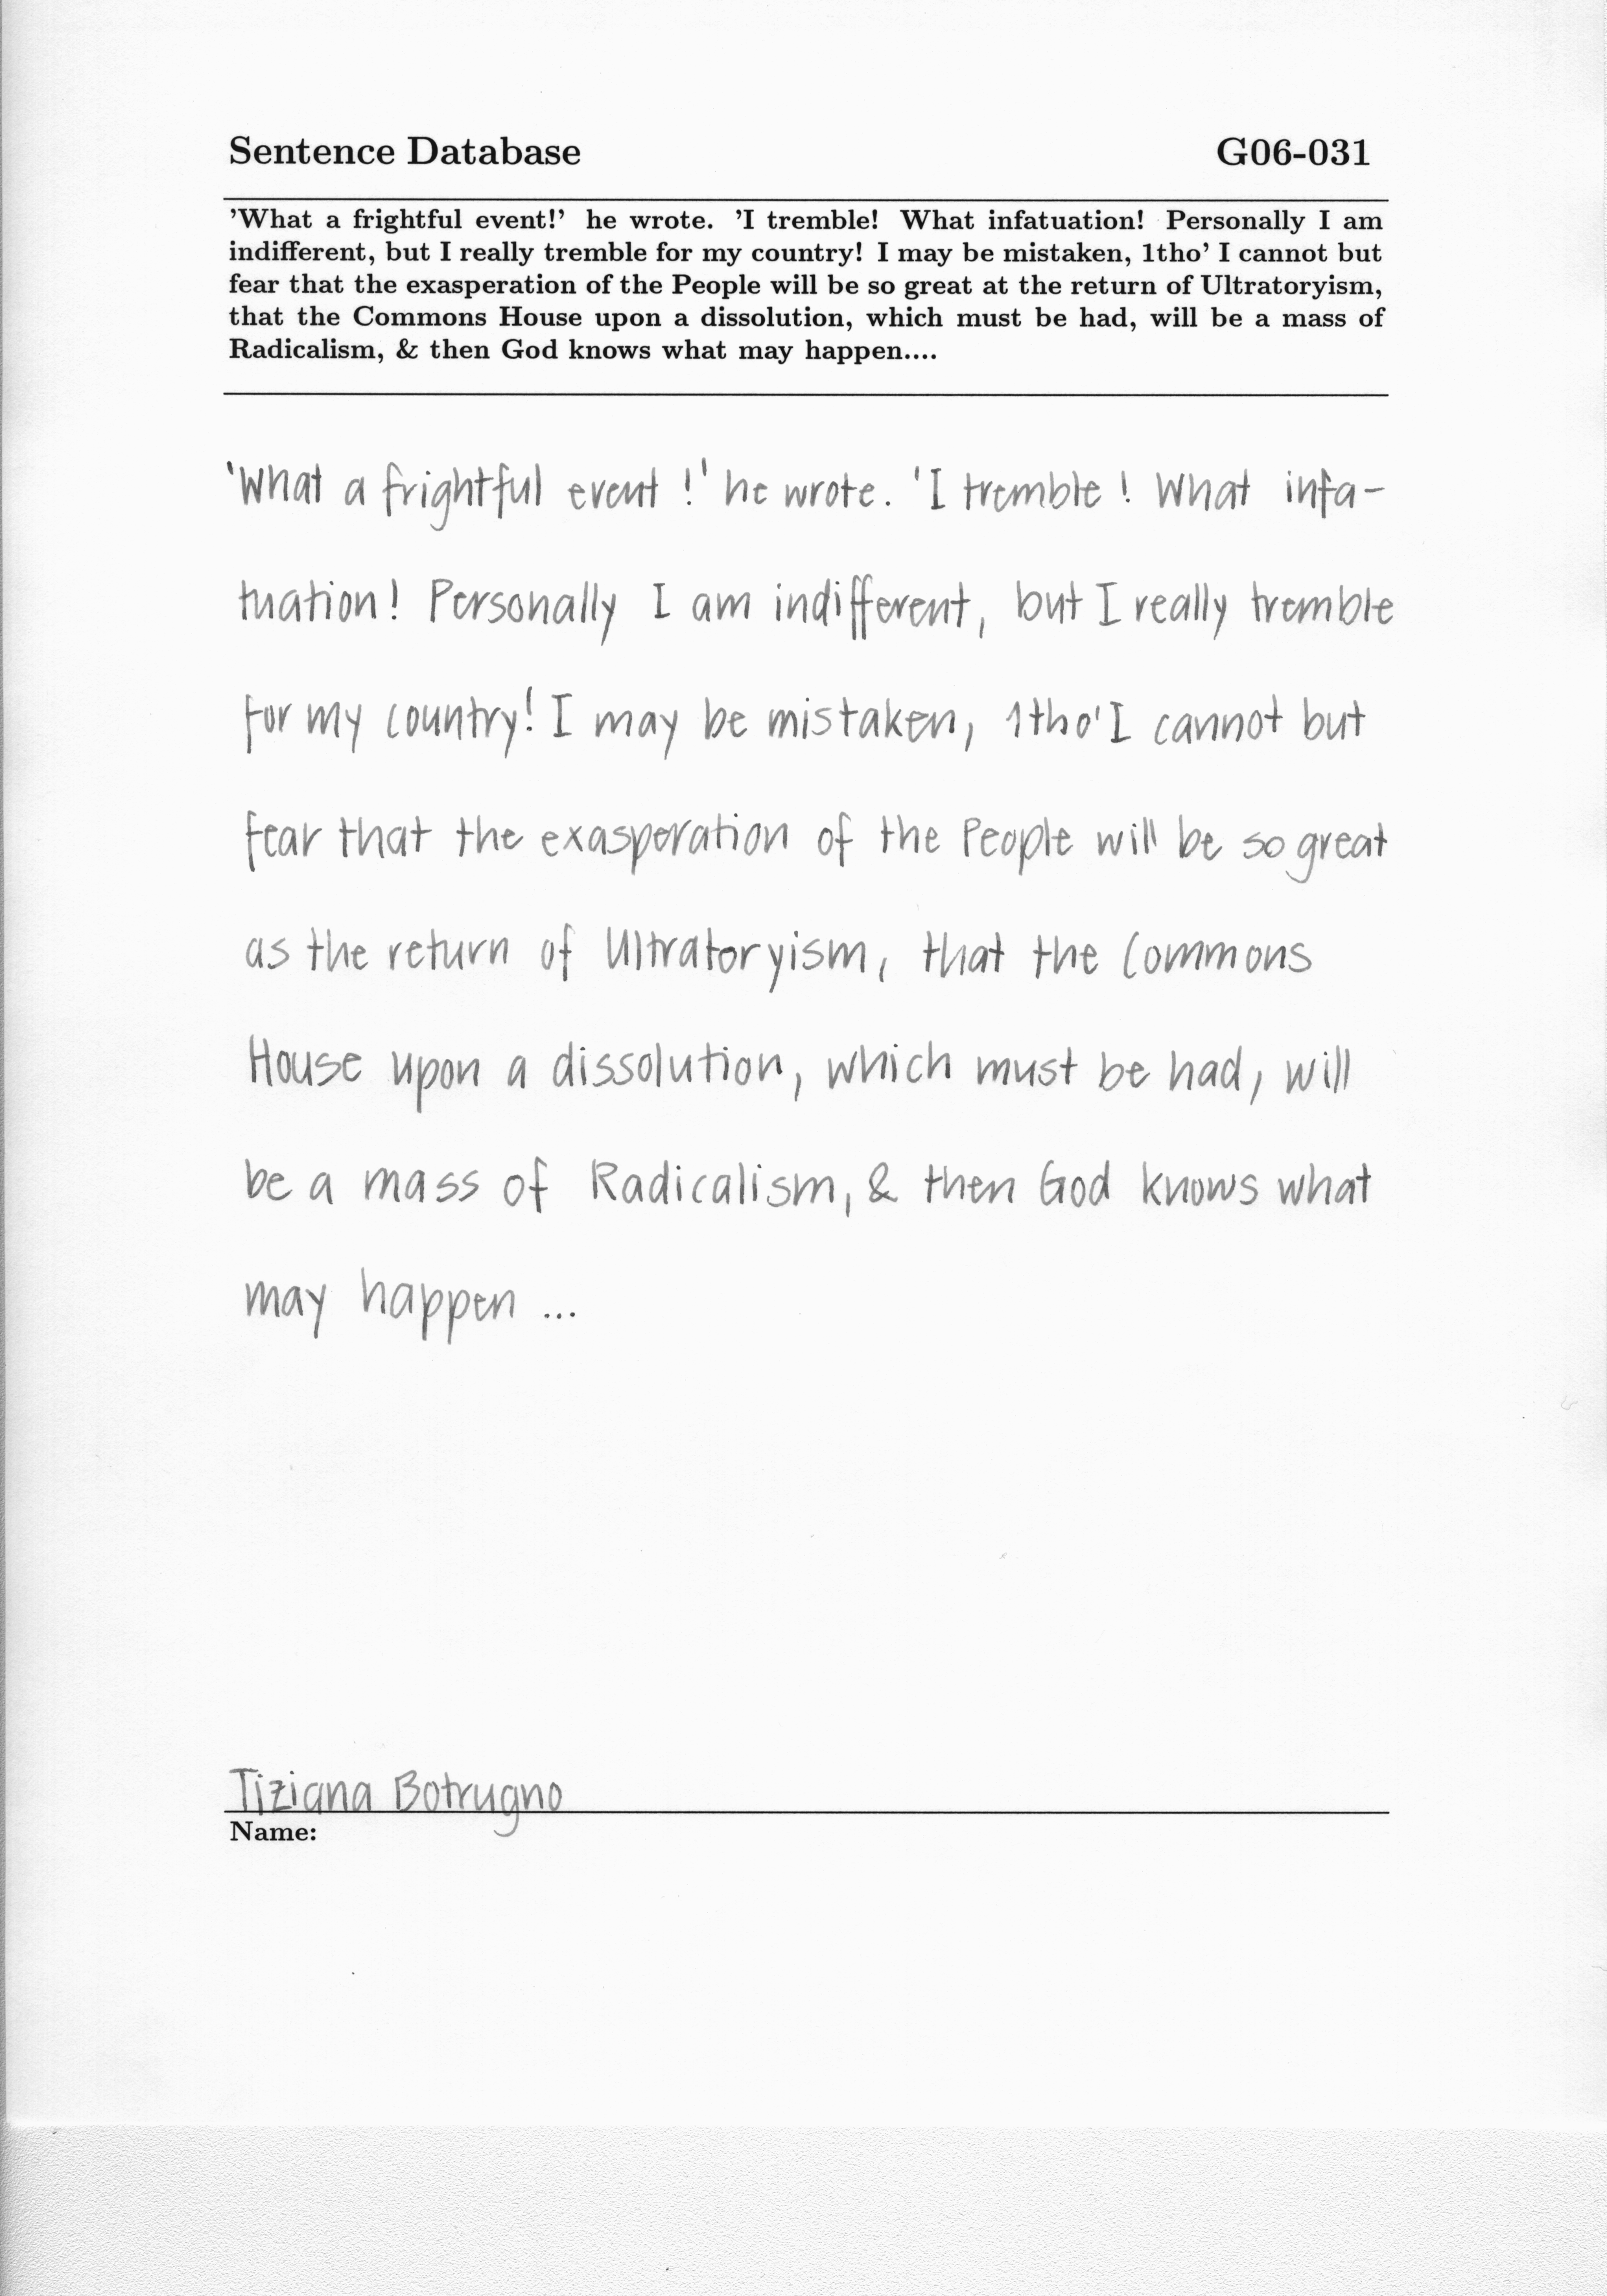 Sentence Database G06-031
’What a frightful event!’ he wrote. ’I tremble! What infatuation! Personally I am
indifferent, but I really tremble for my country! I may be mistaken, 1tho’ I cannot but
fear that the exasperation of the People will be so great at the return of Ultratoryism,
that the Commons House upon a dissolution, which must be had, will be a mass of
Radicalism, & then God knows what may happen....
'What a frightful event !' he wrote. 'I tremble ! What infa-
tuation! Personally I am indifferent, but I really tremble
for my country! I may be mistaken, 1tho' I cannot but
fear that the exasperation of the People will be so great
as the return of Ultratoryism, that the Commons
House upon a dissolution, which must be had, will
be a mass of Radicalism, & then God knows what
may happen ...
Tiziana Botrugno
Name: